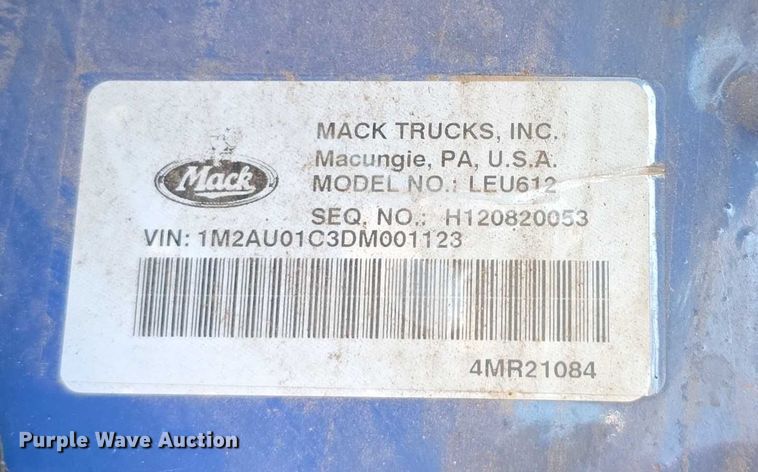 MACK TRUCKS, INC.
Macungie, PA, U.S.A.
Mack
MODEL NO.: LEU612
SEQ. NO.: H120820053
VIN: 1M2AU01C3DM001123
4MR21084
Purple Wave Auction